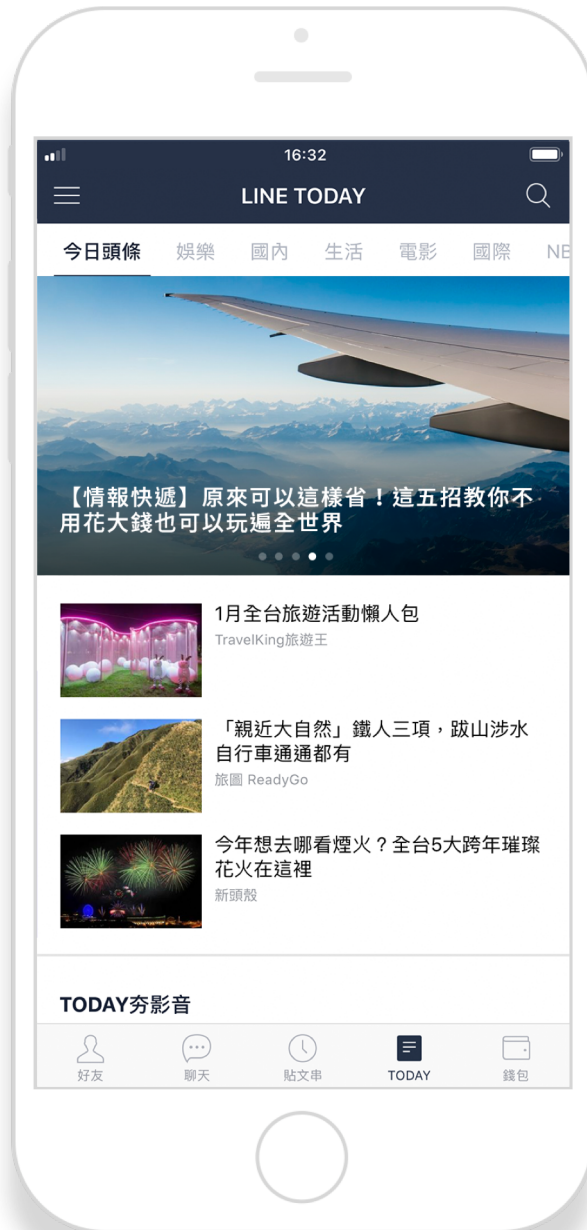 16:32
LINE TODAY
今日頭條 娛樂 國內 生活 電影 國際 NB
【情報快遞】原來可以這樣省！這五招教你不
用花大錢也可以玩遍全世界
1月全台旅遊活動懶人包
TravelKing旅遊王
「親近大自然」鐵人三項，跋山涉水
自行車通通都有
旅圖 ReadyGo
今年想去哪看煙火？全台5大跨年璀璨
花火在這裡
新頭殼
TODAY夯影音
好友 聊天 貼文串 TODAY 錢包